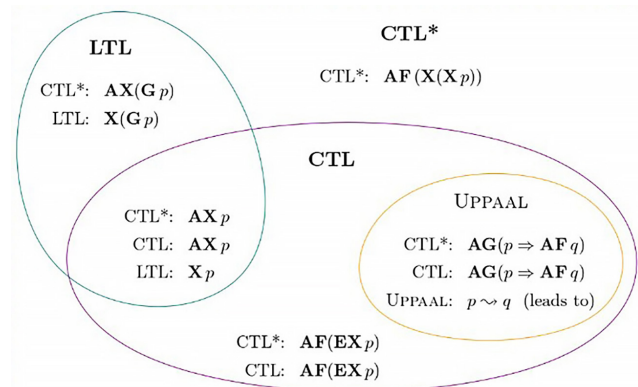 LTL
CTL*: AX(G p)
LTL: X(G p)
CTL*
CTL*: AF (X(X p))
CTL
CTL*: AX p
CTL: AX p
LTL: X p
UPPAAL
CTL*: AG(p ⇒ AF q)
CTL: AG(p ⇒ AF q)
UPPAAL: p ⤳ q (leads to)
CTL*: AF(EX p)
CTL: AF(EX p)